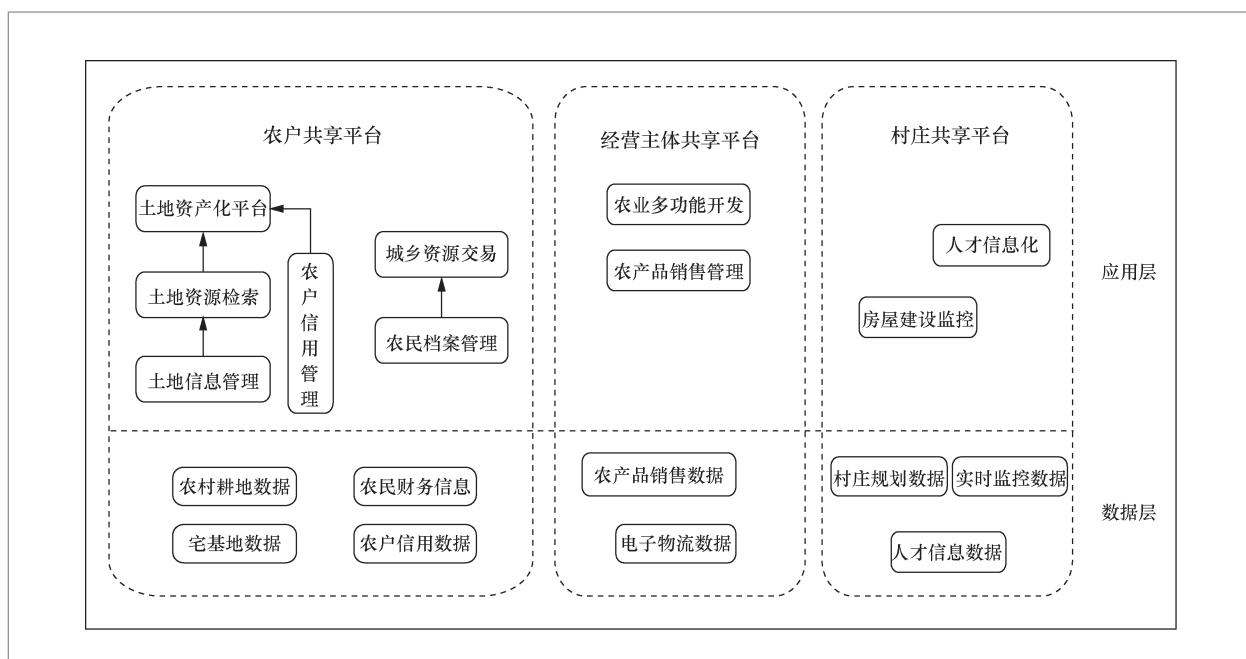 农户共享平台
土地资产化平台
土地资源检索
土地信息管理
农户信用管理
城乡资源交易
农民档案管理
经营主体共享平台
农业多功能开发
农产品销售管理
村庄共享平台
人才信息化
房屋建设监控
应用层
农村耕地数据
农民财务信息
宅基地数据
农户信用数据
农产品销售数据
电子物流数据
村庄规划数据
实时监控数据
人才信息数据
数据层